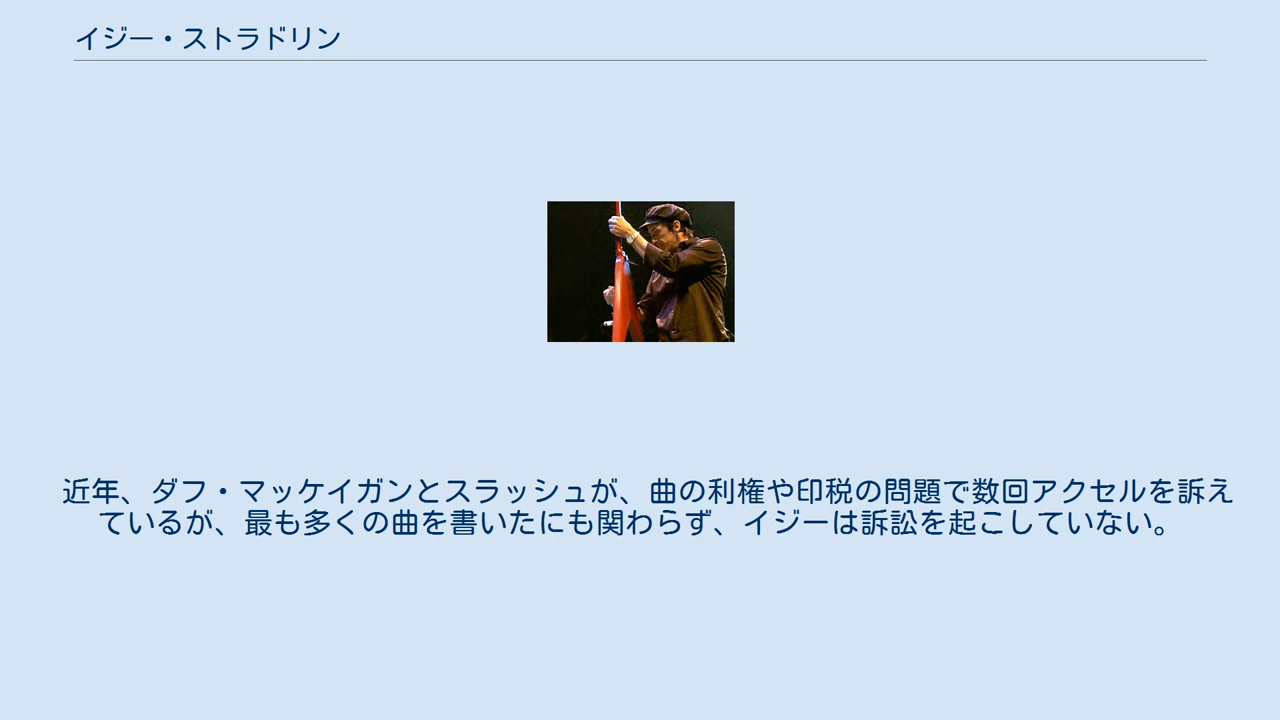 イジー・ストラドリン
近年、ダフ・マッケイガンとスラッシュが、曲の利権や印税の問題で数回アクセルを訴え
ているが、最も多くの曲を書いたにも関わらず、イジーは訴訟を起こしていない。